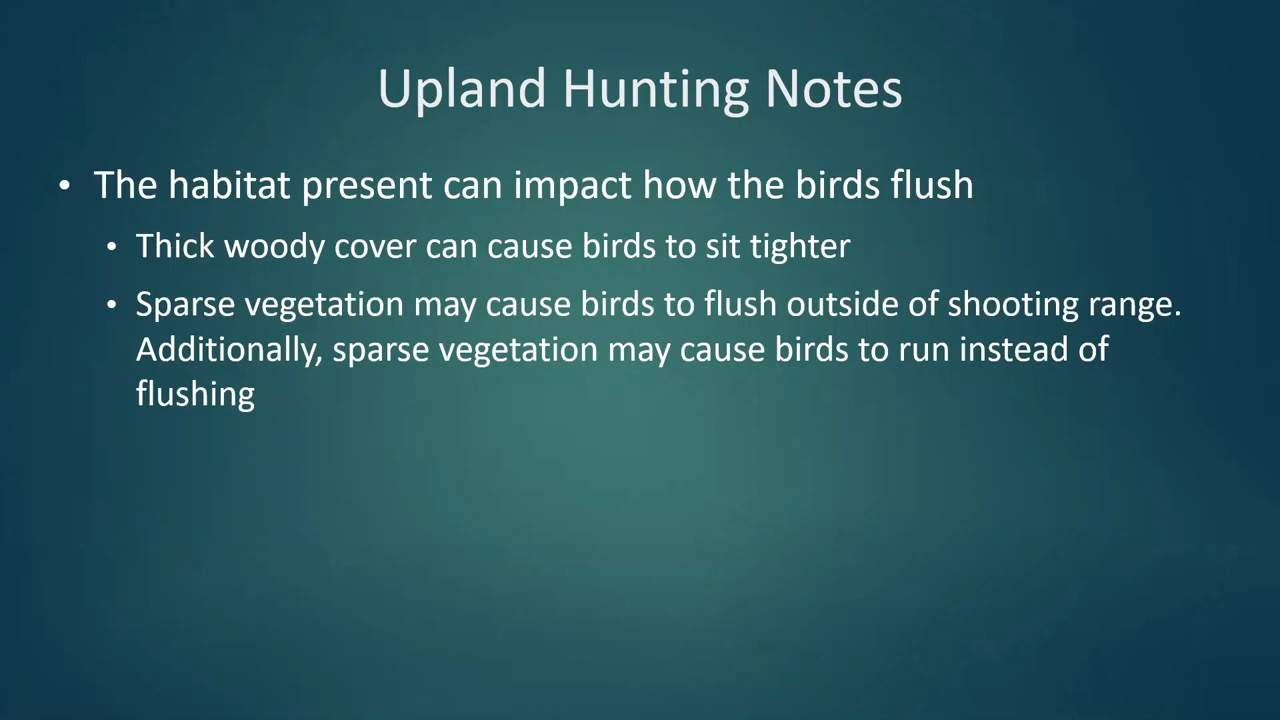 Upland Hunting Notes
• The habitat present can impact how the birds flush
• Thick woody cover can cause birds to sit tighter
• Sparse vegetation may cause birds to flush outside of shooting range.
Additionally, sparse vegetation may cause birds to run instead of
flushing